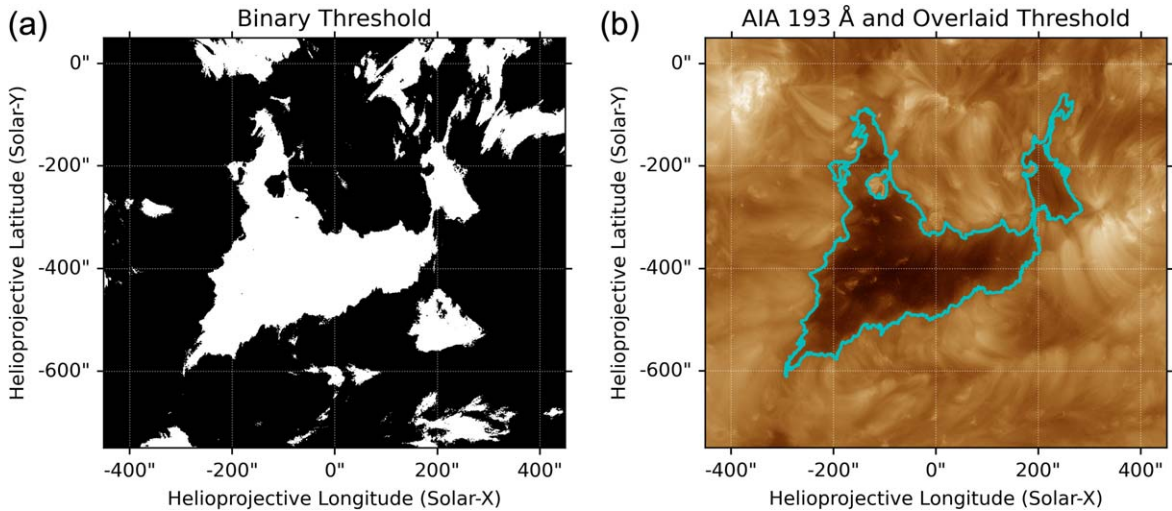 (a)
Binary Threshold
0"
-200"
-400"
-600"
Helioprojective Latitude (Solar-Y)
-400"
-200"
0"
200"
400"
Helioprojective Longitude (Solar-X)
(b)
AIA 193 Å and Overlaid Threshold
0"
-200"
-400"
-600"
Helioprojective Latitude (Solar-Y)
-400"
-200"
0"
200"
400"
Helioprojective Longitude (Solar-X)